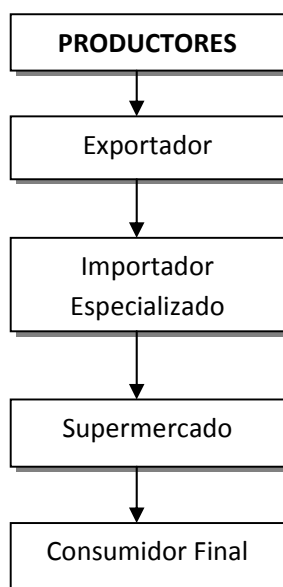 PRODUCTORES
Exportador
Importador
Especializado
Supermercado
Consumidor Final